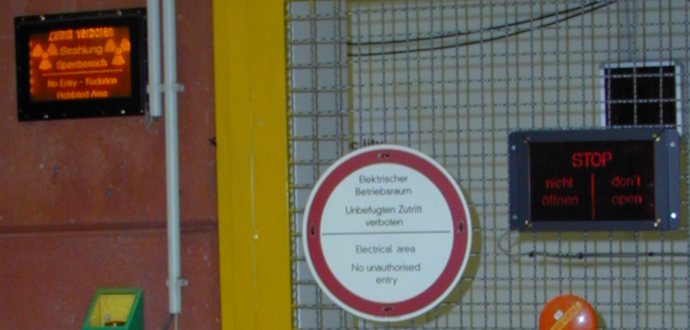 Zutritt verboten
Strahlung
Sperrbereich
No Entry - Radiation
Prohibited Area
Elektrischer
Betriebsraum
Unbefugten Zutritt
verboten
Electrical area
No unauthorised
entry
STOP
nicht
öffnen
don't
open